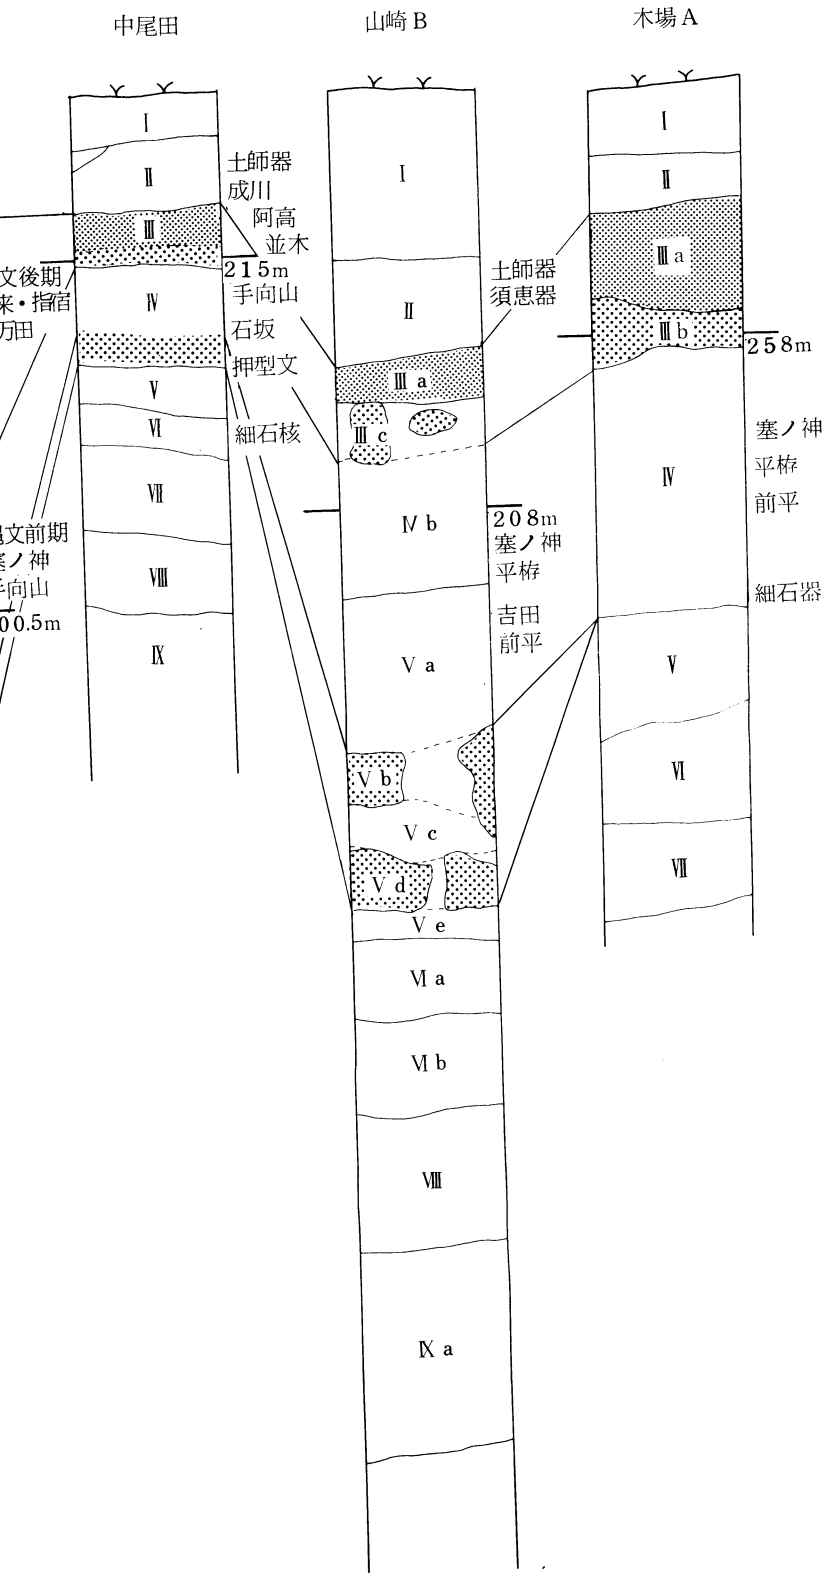 中尾田
Ⅰ
Ⅱ
Ⅲ
Ⅳ
Ⅴ
Ⅵ
Ⅶ
Ⅷ
Ⅸ
文後期
来・指宿
万田
文前期
塞ノ神
手向山
00.5m
土師器
成川
阿高
並木
215m
手向山
石坂
押型文
細石核
山崎B
Ⅰ
Ⅱ
Ⅲa
Ⅲc
Ⅳb
Ⅴa
Ⅴb
Ⅴc
Ⅴd
Ⅴe
Ⅵa
Ⅵb
Ⅷ
Ⅸa
土師器
須恵器
208m
塞ノ神
平栫
吉田
前平
木場A
Ⅰ
Ⅱ
Ⅲa
Ⅲb
Ⅳ
Ⅴ
Ⅵ
Ⅶ
258m
塞ノ神
平栫
前平
細石器